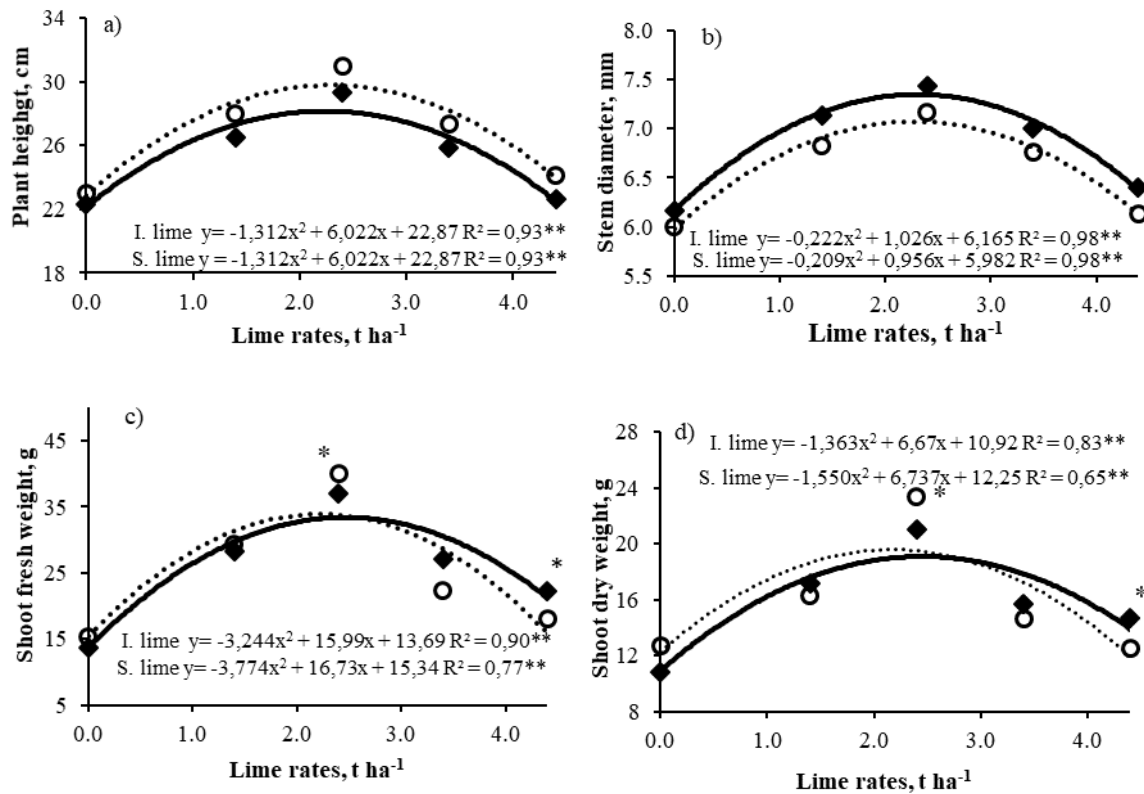 a)
Plant heighgt, cm
34
30
26
22
18
I. lime y= -1,312x² + 6,022x + 22,87 R² = 0,93**
S. lime y= -1,312x² + 6,022x + 22,87 R² = 0,93**
0.0 1.0 2.0 3.0 4.0
Lime rates, t ha⁻¹
b)
Stem diameter, mm
8.0
7.5
7.0
6.5
6.0
5.5
I. lime y= -0,222x² + 1,026x + 6,165 R² = 0,98**
S. lime y= -0,209x² + 0,956x + 5,982 R² = 0,98**
0.0 1.0 2.0 3.0 4.0
Lime rates, t ha⁻¹
c)
Shoot fresh weight, g
45
35
25
15
5
*
*
I. lime y= -3,244x² + 15,99x + 13,69 R² = 0,90**
S. lime y= -3,774x² + 16,73x + 15,34 R² = 0,77**
0.0 1.0 2.0 3.0 4.0
Lime rates, t ha⁻¹
d)
Shoot dry weight, g
28
24
20
16
12
8
I. lime y= -1,363x² + 6,67x + 10,92 R² = 0,83**
S. lime y= -1,550x² + 6,737x + 12,25 R² = 0,65**
*
*
0.0 1.0 2.0 3.0 4.0
Lime rates, t ha⁻¹